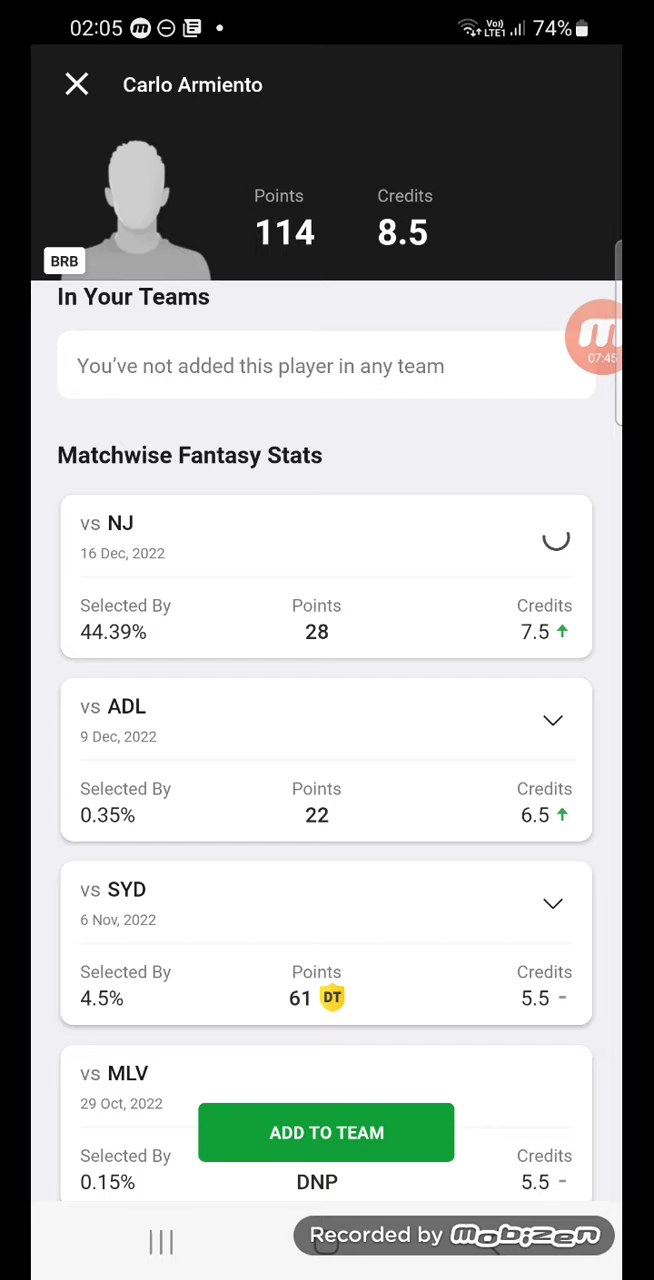 02:05 Vo) LTE1 74%
Carlo Armiento
Points Credits
114 8.5
BRB
In Your Teams
You've not added this player in any team
07:45
Matchwise Fantasy Stats
vs NJ
16 Dec, 2022
Selected By Points Credits
44.39% 28 7.5
vs ADL
9 Dec, 2022
Selected By Points Credits
0.35% 22 6.5
vs SYD
6 Nov, 2022
Selected By Points Credits
4.5% 61 DT 5.5 -
vs MLV
29 Oct, 2022
ADD TO TEAM
Selected By Credits
0.15% DNP 5.5 -
Recorded by mobizen